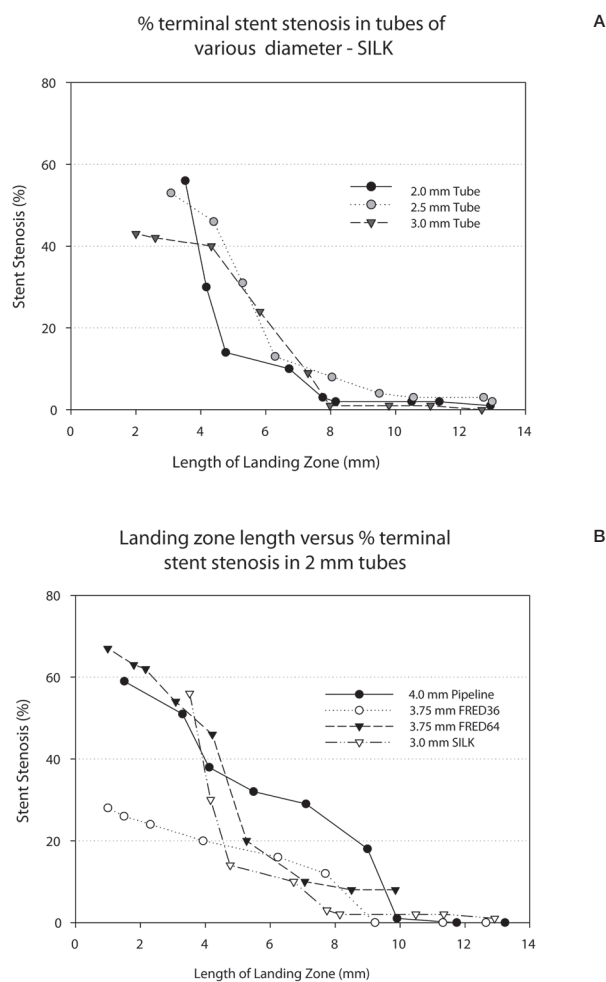 % terminal stent stenosis in tubes of
various diameter - SILK
A
80
60
40
20
0
Stent Stenosis (%)
2.0 mm Tube
2.5 mm Tube
3.0 mm Tube
0 2 4 6 8 10 12 14
Length of Landing Zone (mm)
Landing zone length versus % terminal
stent stenosis in 2 mm tubes
B
80
60
40
20
0
Stent Stenosis (%)
4.0 mm Pipeline
3.75 mm FRED36
3.75 mm FRED64
3.0 mm SILK
0 2 4 6 8 10 12 14
Length of Landing Zone (mm)